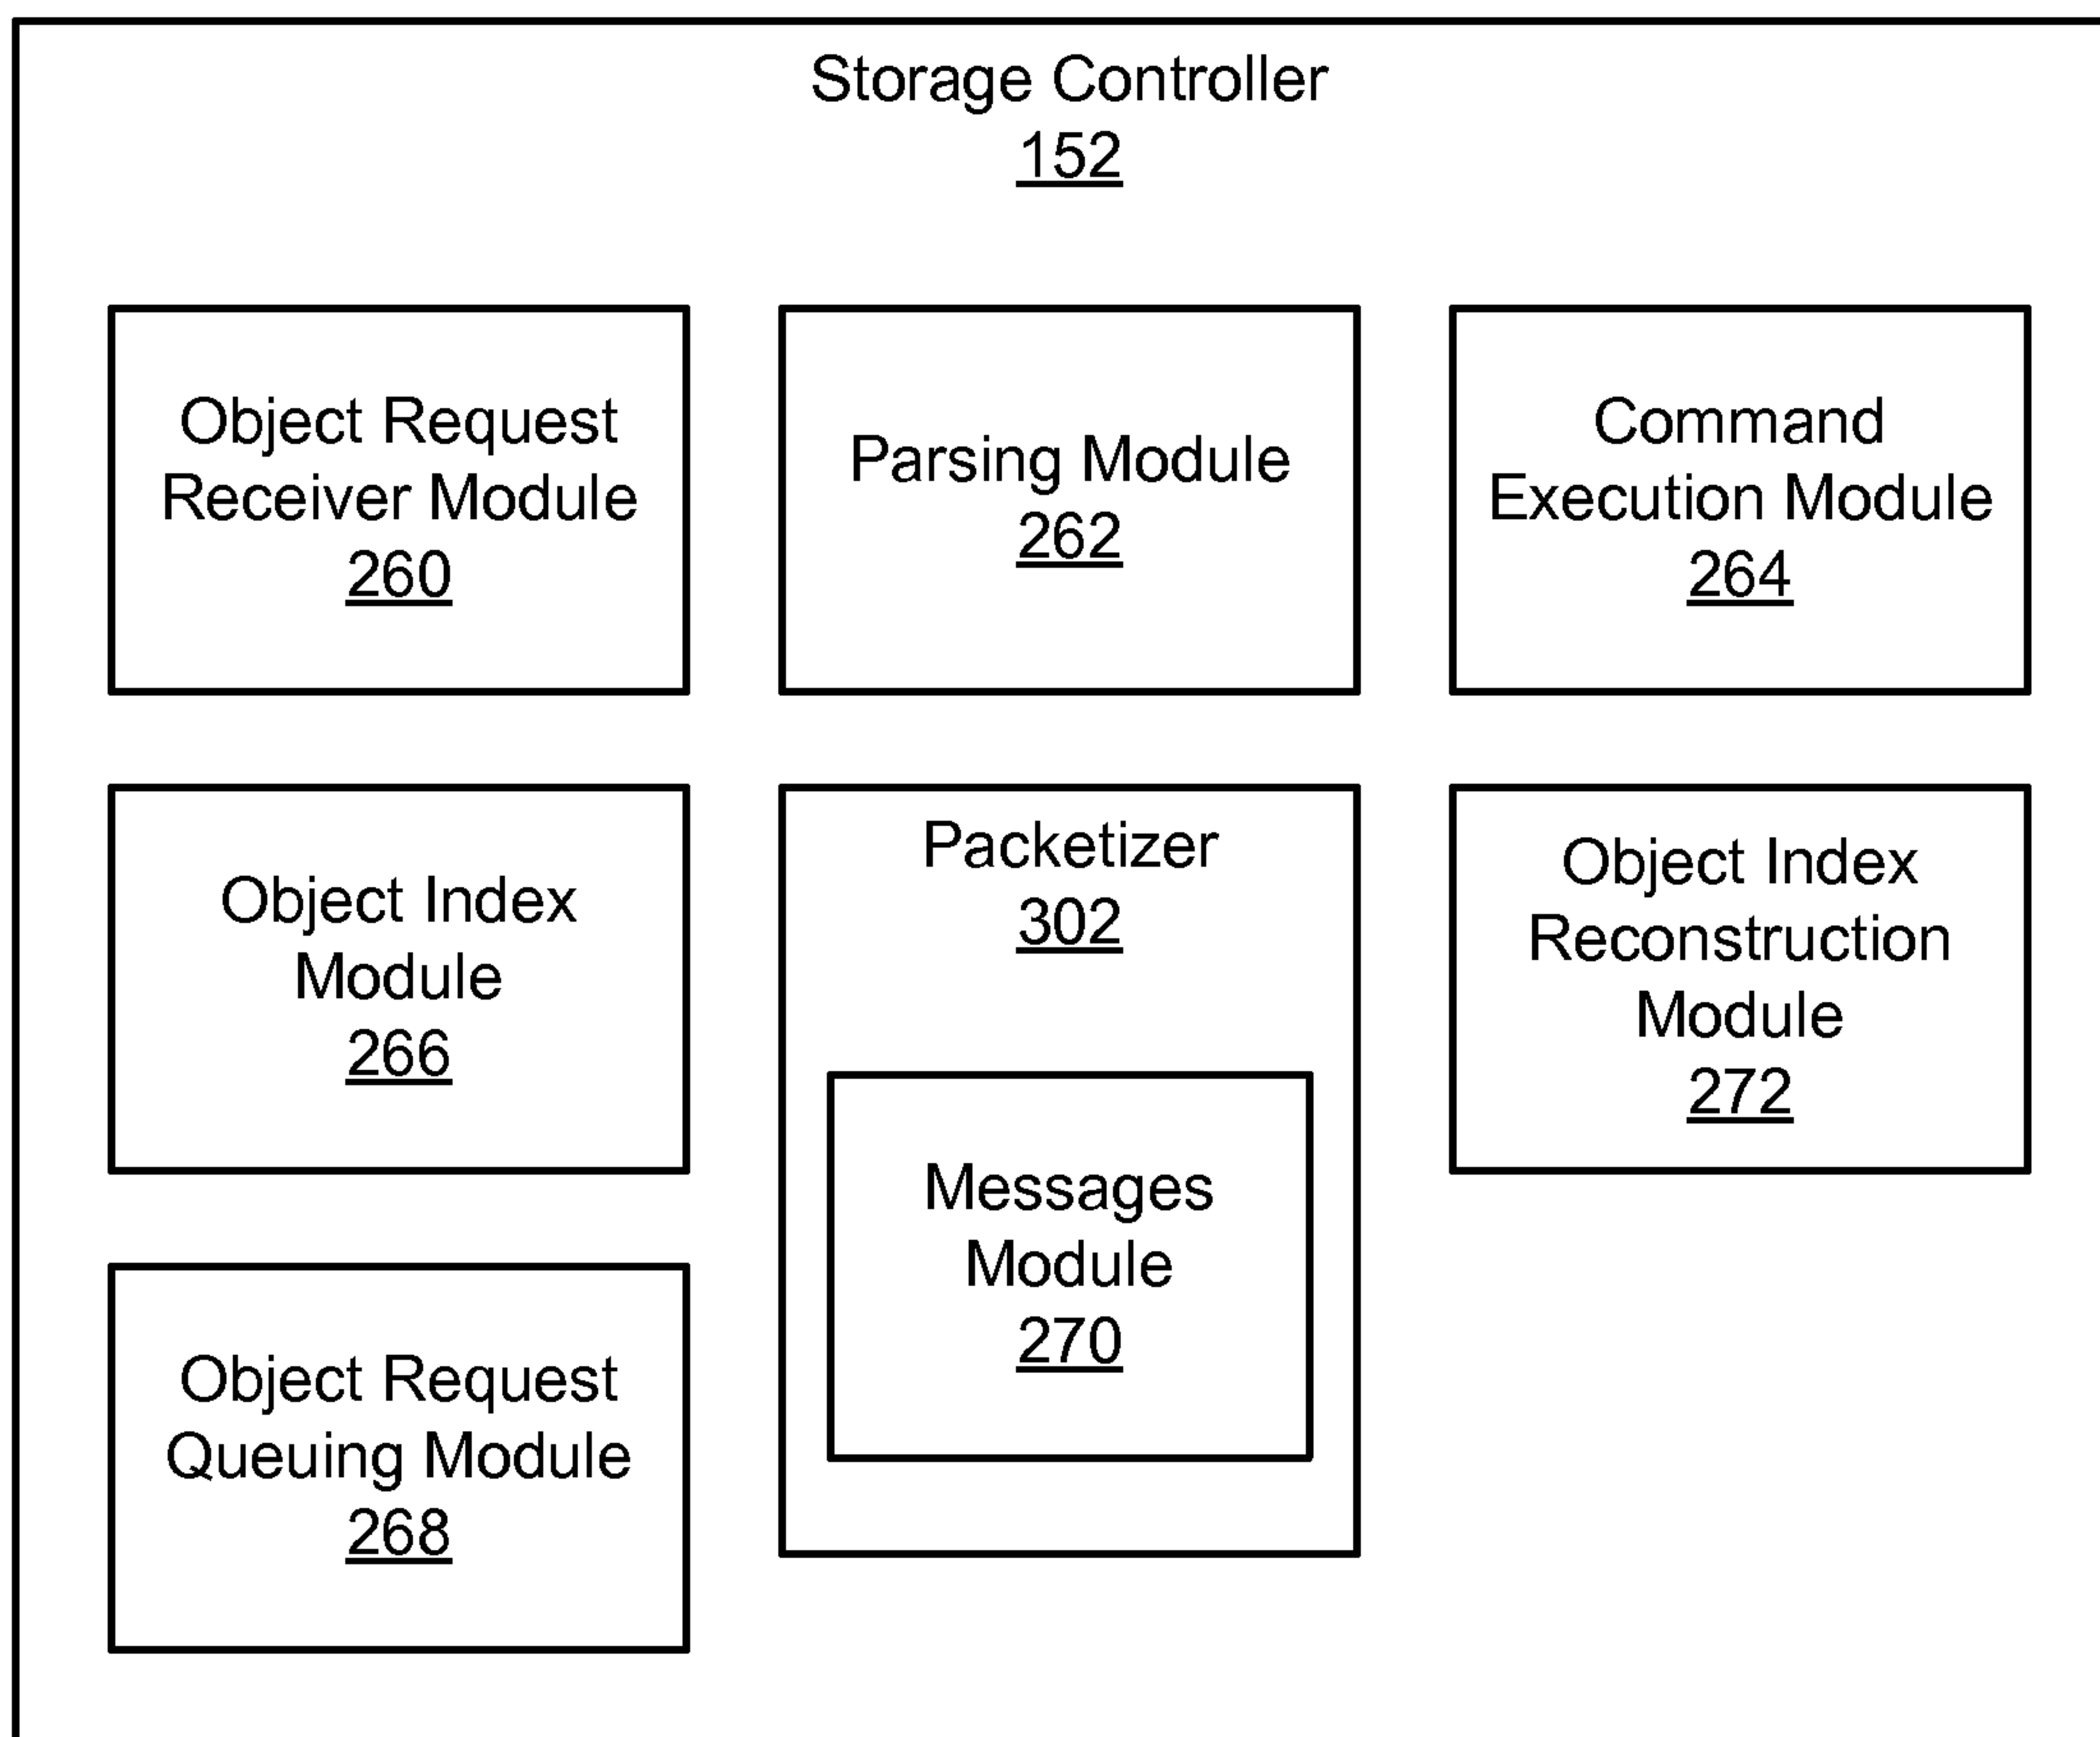 Storage Controller
152
Object Request
Receiver Module
260
Parsing Module
262
Command
Execution Module
264
Object Index
Module
266
Packetizer
302
Messages
Module
270
Object Index
Reconstruction
Module
272
Object Request
Queuing Module
268